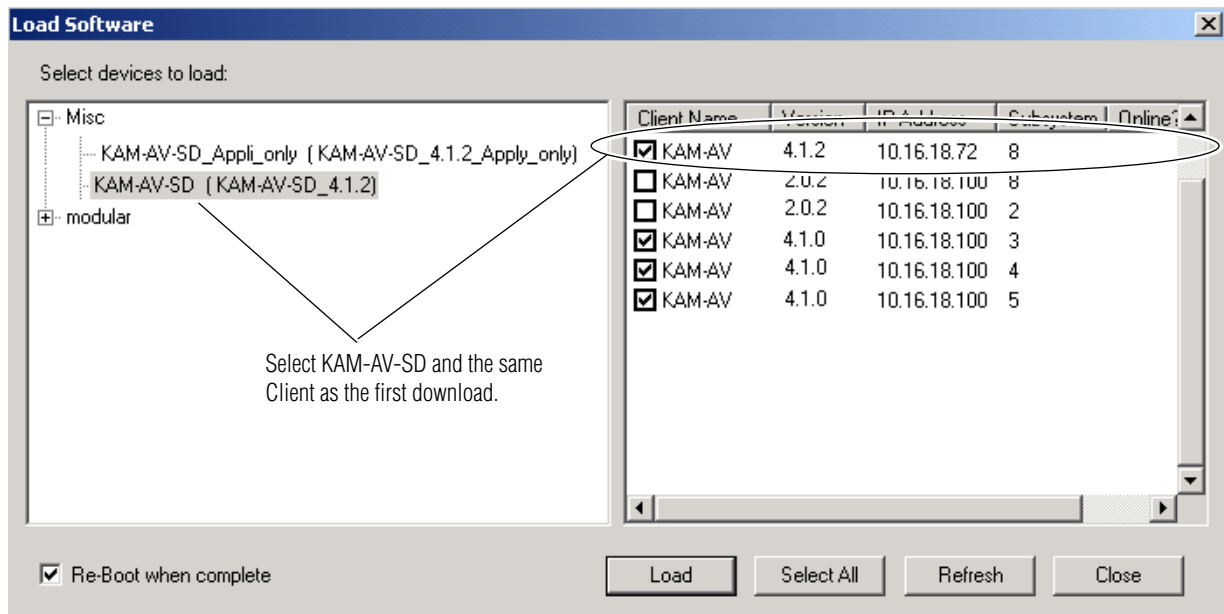 Load Software
Select devices to load:
Misc
KAM-AV-SD_Appli_only ( KAM-AV-SD_4.1.2_Apply_only)
KAM-AV-SD ( KAM-AV-SD_4.1.2)
modular
Client Name Version IP Address Subsystem Online?
KAM-AV 4.1.2 10.16.18.72 8
KAM-AV 2.0.2 10.16.18.100 8
KAM-AV 2.0.2 10.16.18.100 2
KAM-AV 4.1.0 10.16.18.100 3
KAM-AV 4.1.0 10.16.18.100 4
KAM-AV 4.1.0 10.16.18.100 5
Select KAM-AV-SD and the same
Client as the first download.
Re-Boot when complete
Load Select All Refresh Close